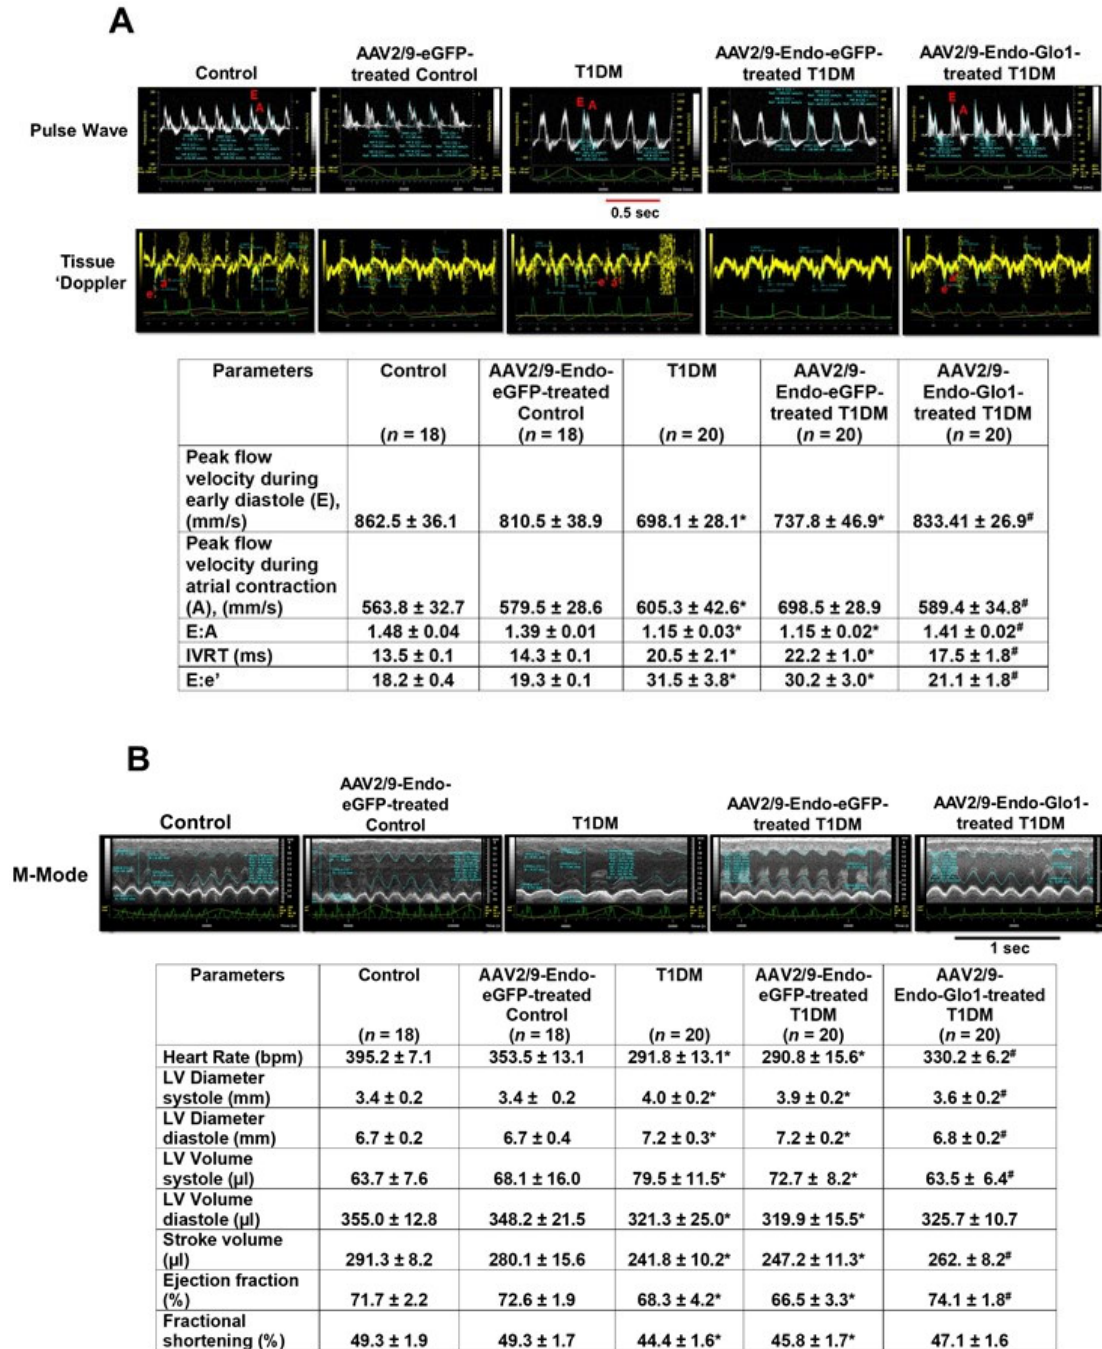 A
Control
AAV2/9-eGFP-
treated Control
T1DM
AAV2/9-Endo-eGFP-
treated T1DM
AAV2/9-Endo-Glo1-
treated T1DM
Pulse Wave
E
A
E A
E
A
0.5 sec
Tissue
'Doppler
e'
a'
e' a'
e'
a'
Parameters Control AAV2/9-Endo- T1DM AAV2/9- AAV2/9-
eGFP-treated Endo-eGFP- Endo-Glo1-
Control treated T1DM treated T1DM
(n = 18) (n = 18) (n = 20) (n = 20) (n = 20)
Peak flow
velocity during
early diastole (E),
(mm/s) 862.5 ± 36.1 810.5 ± 38.9 698.1 ± 28.1* 737.8 ± 46.9* 833.41 ± 26.9#
Peak flow
velocity during
atrial contraction
(A), (mm/s) 563.8 ± 32.7 579.5 ± 28.6 605.3 ± 42.6* 698.5 ± 28.9 589.4 ± 34.8#
E:A 1.48 ± 0.04 1.39 ± 0.01 1.15 ± 0.03* 1.15 ± 0.02* 1.41 ± 0.02#
IVRT (ms) 13.5 ± 0.1 14.3 ± 0.1 20.5 ± 2.1* 22.2 ± 1.0* 17.5 ± 1.8#
E:e' 18.2 ± 0.4 19.3 ± 0.1 31.5 ± 3.8* 30.2 ± 3.0* 21.1 ± 1.8#
B
Control
AAV2/9-Endo-
eGFP-treated
Control
T1DM
AAV2/9-Endo-eGFP-
treated T1DM
AAV2/9-Endo-Glo1-
treated T1DM
M-Mode
1 sec
Parameters Control AAV2/9-Endo- T1DM AAV2/9-Endo- AAV2/9-
eGFP-treated eGFP-treated Endo-Glo1-treated
Control T1DM T1DM
(n = 18) (n = 18) (n = 20) (n = 20) (n = 20)
Heart Rate (bpm) 395.2 ± 7.1 353.5 ± 13.1 291.8 ± 13.1* 290.8 ± 15.6* 330.2 ± 6.2#
LV Diameter
systole (mm) 3.4 ± 0.2 3.4 ± 0.2 4.0 ± 0.2* 3.9 ± 0.2* 3.6 ± 0.2#
LV Diameter
diastole (mm) 6.7 ± 0.2 6.7 ± 0.4 7.2 ± 0.3* 7.2 ± 0.2* 6.8 ± 0.2#
LV Volume
systole (µl) 63.7 ± 7.6 68.1 ± 16.0 79.5 ± 11.5* 72.7 ± 8.2* 63.5 ± 6.4#
LV Volume
diastole (µl) 355.0 ± 12.8 348.2 ± 21.5 321.3 ± 25.0* 319.9 ± 15.5* 325.7 ± 10.7
Stroke volume
(µl) 291.3 ± 8.2 280.1 ± 15.6 241.8 ± 10.2* 247.2 ± 11.3* 262. ± 8.2#
Ejection fraction
(%) 71.7 ± 2.2 72.6 ± 1.9 68.3 ± 4.2* 66.5 ± 3.3* 74.1 ± 1.8#
Fractional
shortening (%) 49.3 ± 1.9 49.3 ± 1.7 44.4 ± 1.6* 45.8 ± 1.7* 47.1 ± 1.6